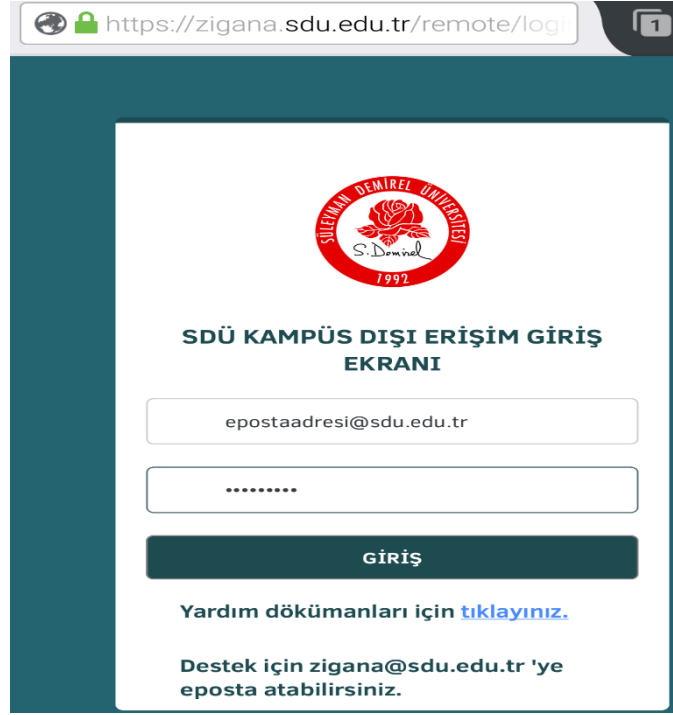 https://zigana.sdu.edu.tr/remote/logi
1
SÜLEYMAN DEMİREL ÜNİVERSİTESİ
S.Demirel
1992
SDÜ KAMPÜS DIŞI ERİŞİM GİRİŞ
EKRANI
epostaadresi@sdu.edu.tr
•••••••••
GİRİŞ
Yardım dökümanları için tıklayınız.
Destek için zigana@sdu.edu.tr 'ye
eposta atabilirsiniz.